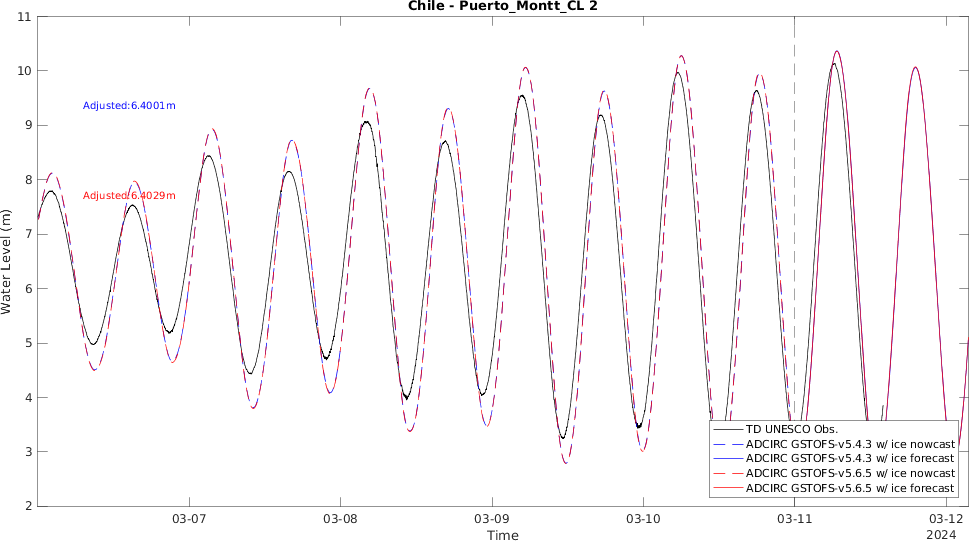 Chile - Puerto_Montt_CL 2
11
10
9
8
7
6
5
4
3
2
Water Level (m)
Adjusted:6.4001m
Adjusted:6.4029m
TD UNESCO Obs.
ADCIRC GSTOFS-v5.4.3 w/ ice nowcast
ADCIRC GSTOFS-v5.4.3 w/ ice forecast
ADCIRC GSTOFS-v5.6.5 w/ ice nowcast
ADCIRC GSTOFS-v5.6.5 w/ ice forecast
03-07
03-08
03-09
03-10
03-11
03-12
2024
Time